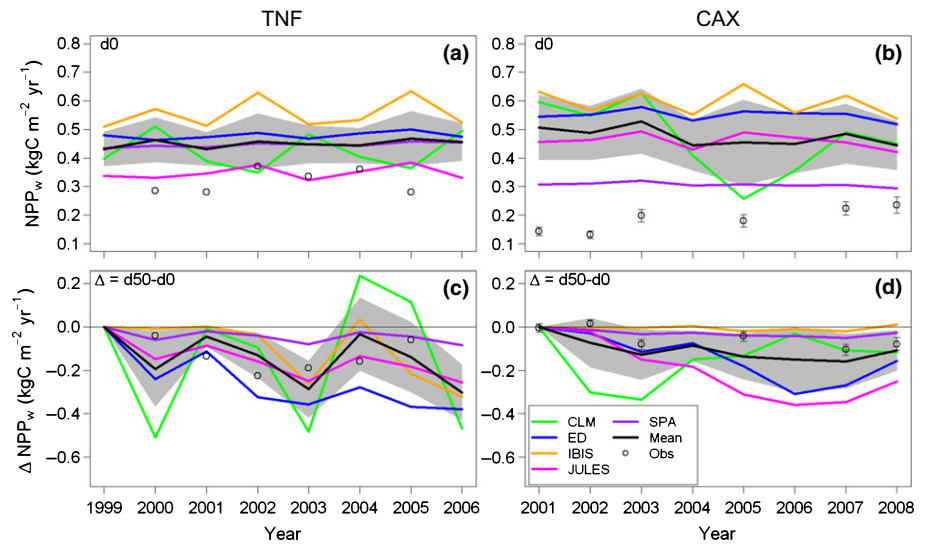 TNF
CAX
NPPw (kgC m−2 yr−1)
d0
(a)
0.8
0.7
0.6
0.5
0.4
0.3
0.2
0.1
d0
(b)
0.8
0.7
0.6
0.5
0.4
0.3
0.2
0.1
Δ NPPw (kgC m−2 yr−1)
Δ = d50-d0
(c)
0.2
0.0
−0.2
−0.4
−0.6
1999 2000 2001 2002 2003 2004 2005 2006
Year
Δ = d50-d0
(d)
0.2
0.0
−0.2
−0.4
−0.6
CLM
ED
IBIS
JULES
SPA
Mean
Obs
2001 2002 2003 2004 2005 2006 2007 2008
Year